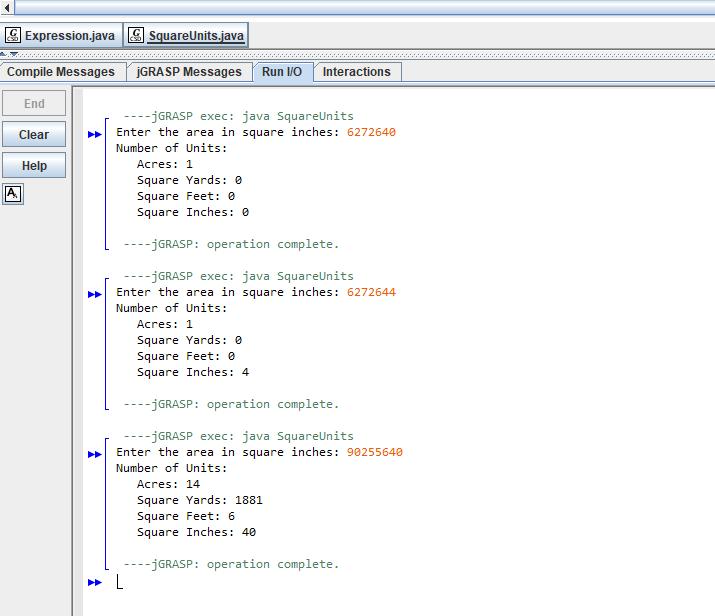 Expression.java SquareUnits.java
Compile Messages jGRASP Messages Run I/O Interactions
End
Clear
Help
----jGRASP exec: java SquareUnits
Enter the area in square inches: 6272640
Number of Units:
Acres: 1
Square Yards: 0
Square Feet: 0
Square Inches: 0
----jGRASP: operation complete.
----jGRASP exec: java SquareUnits
Enter the area in square inches: 6272644
Number of Units:
Acres: 1
Square Yards: 0
Square Feet: 0
Square Inches: 4
----jGRASP: operation complete.
----jGRASP exec: java SquareUnits
Enter the area in square inches: 90255640
Number of Units:
Acres: 14
Square Yards: 1881
Square Feet: 6
Square Inches: 40
----jGRASP: operation complete.